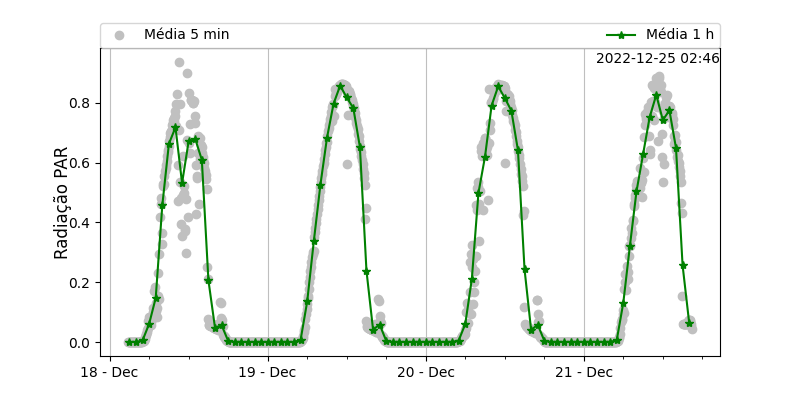 Média 5 min
Média 1 h
2022-12-25 02:46
Radiação PAR
0.8
0.6
0.4
0.2
0.0
18 - Dec
19 - Dec
20 - Dec
21 - Dec